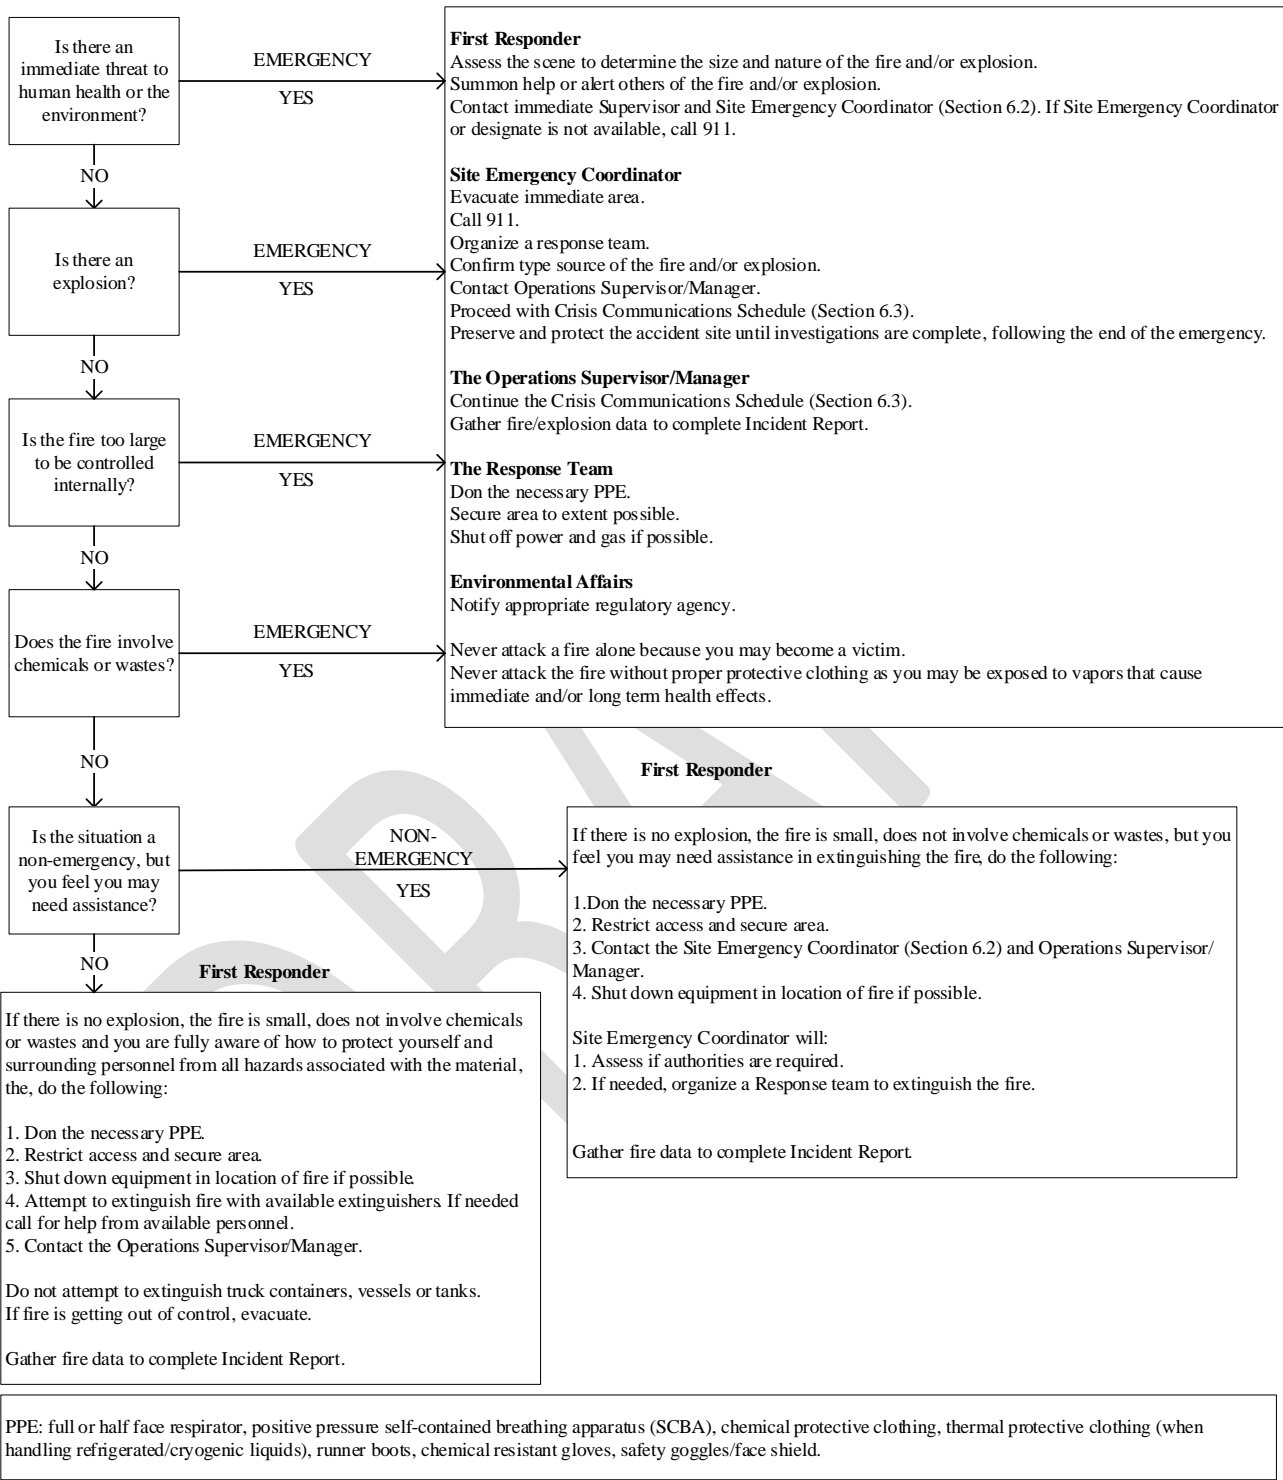 Is there an
immediate threat to
human health or the
environment?
EMERGENCY
YES
First Responder
Assess the scene to determine the size and nature of the fire and/or explosion.
Summon help or alert others of the fire and/or explosion.
Contact immediate Supervisor and Site Emergency Coordinator (Section 6.2). If Site Emergency Coordinator
or designate is not available, call 911.
Site Emergency Coordinator
Evacuate immediate area.
Call 911.
Organize a response team.
Confirm type source of the fire and/or explosion.
Contact Operations Supervisor/Manager.
Proceed with Crisis Communications Schedule (Section 6.3).
Preserve and protect the accident site until investigations are complete, following the end of the emergency.
The Operations Supervisor/Manager
Continue the Crisis Communications Schedule (Section 6.3).
Gather fire/explosion data to complete Incident Report.
The Response Team
Don the necessary PPE.
Secure area to extent possible.
Shut off power and gas if possible.
Environmental Affairs
Notify appropriate regulatory agency.
Never attack a fire alone because you may become a victim.
Never attack the fire without proper protective clothing as you may be exposed to vapors that cause
immediate and/or long term health effects.
NO
Is there an
explosion?
EMERGENCY
YES
NO
Is the fire too large
to be controlled
internally?
EMERGENCY
YES
NO
Does the fire involve
chemicals or wastes?
EMERGENCY
YES
NO
Is the situation a
non-emergency, but
you feel you may
need assistance?
NON-
EMERGENCY
YES
First Responder
If there is no explosion, the fire is small, does not involve chemicals or wastes, but you
feel you may need assistance in extinguishing the fire, do the following:
1.Don the necessary PPE.
2. Restrict access and secure area.
3. Contact the Site Emergency Coordinator (Section 6.2) and Operations Supervisor/
Manager.
4. Shut down equipment in location of fire if possible.
Site Emergency Coordinator will:
1. Assess if authorities are required.
2. If needed, organize a Response team to extinguish the fire.
Gather fire data to complete Incident Report.
NO
First Responder
If there is no explosion, the fire is small, does not involve chemicals
or wastes and you are fully aware of how to protect yourself and
surrounding personnel from all hazards associated with the material,
the, do the following:
1. Don the necessary PPE.
2. Restrict access and secure area.
3. Shut down equipment in location of fire if possible.
4. Attempt to extinguish fire with available extinguishers. If needed
call for help from available personnel.
5. Contact the Operations Supervisor/Manager.
Do not attempt to extinguish truck containers, vessels or tanks.
If fire is getting out of control, evacuate.
Gather fire data to complete Incident Report.
PPE: full or half face respirator, positive pressure self-contained breathing apparatus (SCBA), chemical protective clothing, thermal protective clothing (when
handling refrigerated/cryogenic liquids), runner boots, chemical resistant gloves, safety goggles/face shield.